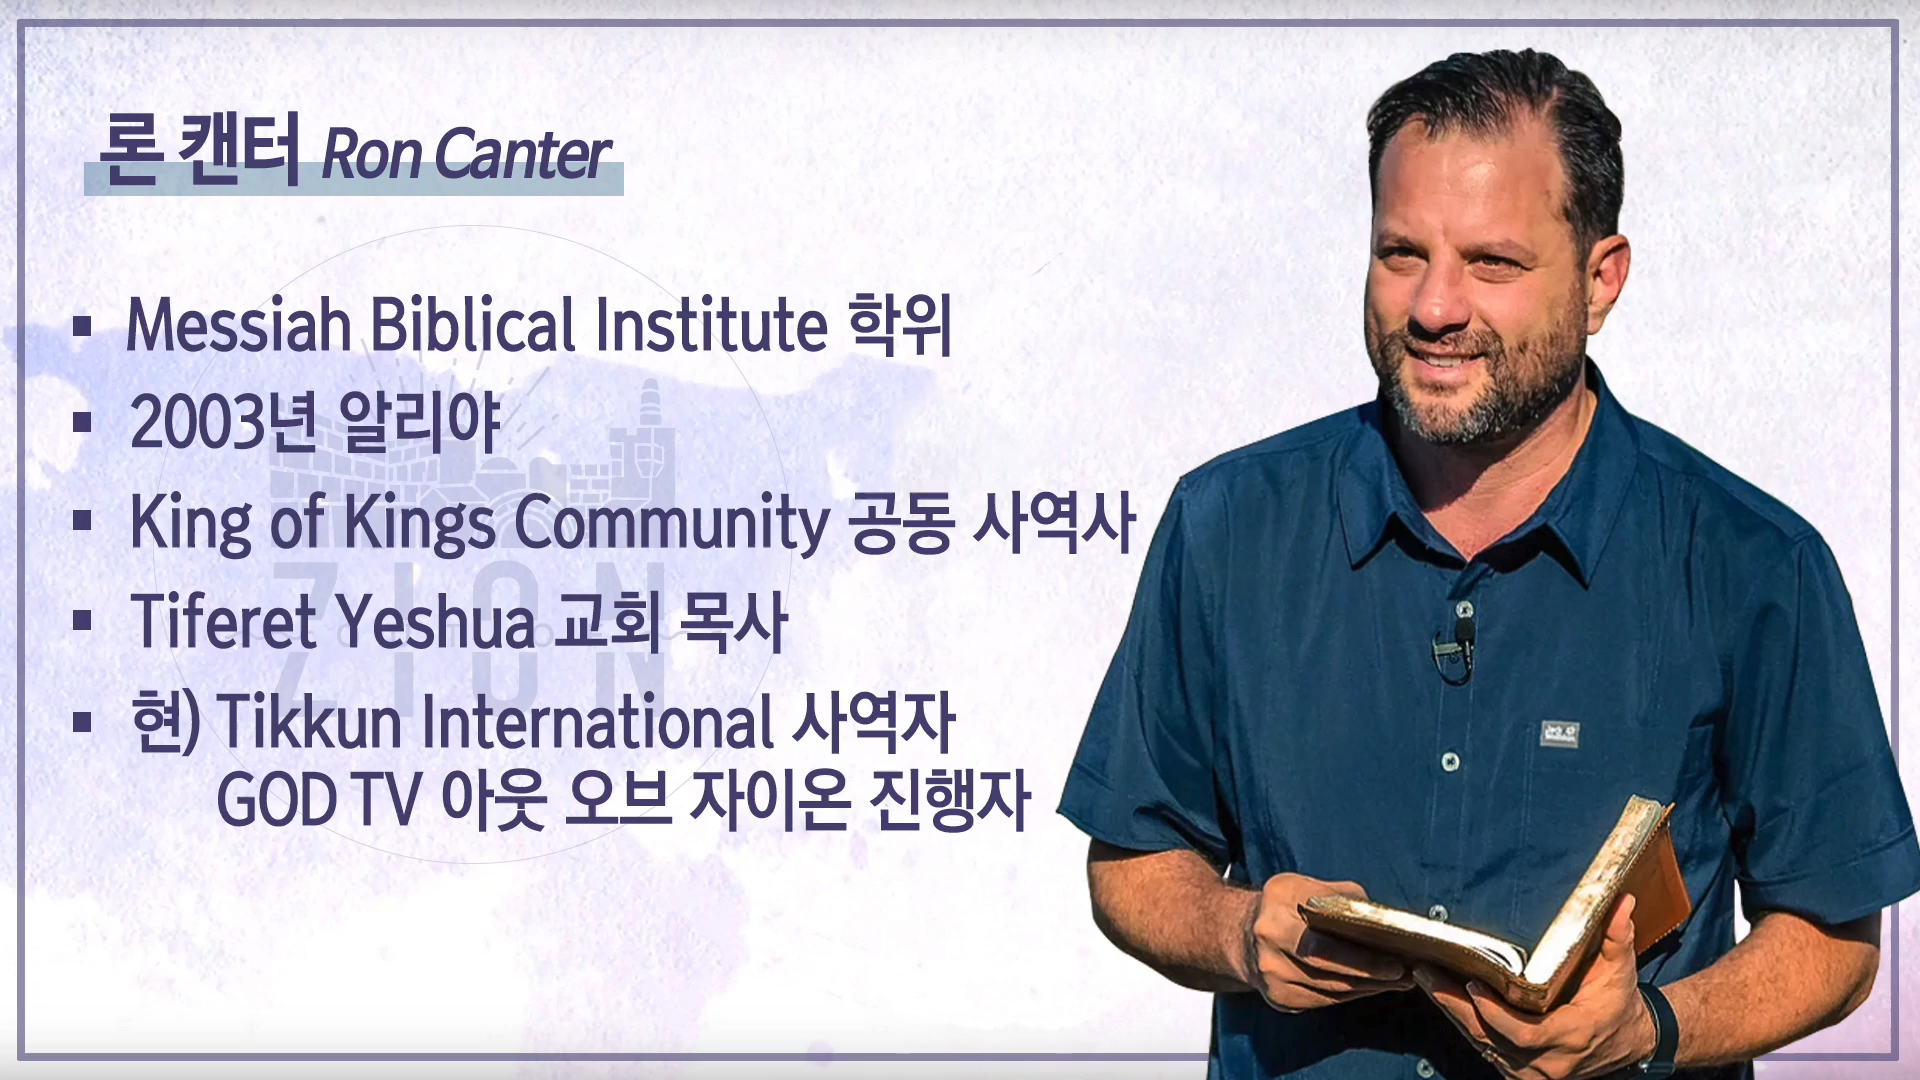 론 캔터 Ron Canter
▪ Messiah Biblical Institute 학위
▪ 2003년 알리야
▪ King of Kings Community 공동 사역사
▪ Tiferet Yeshua 교회 목사
▪ 현) Tikkun International 사역자
GOD TV 아웃 오브 자이온 진행자
ZION